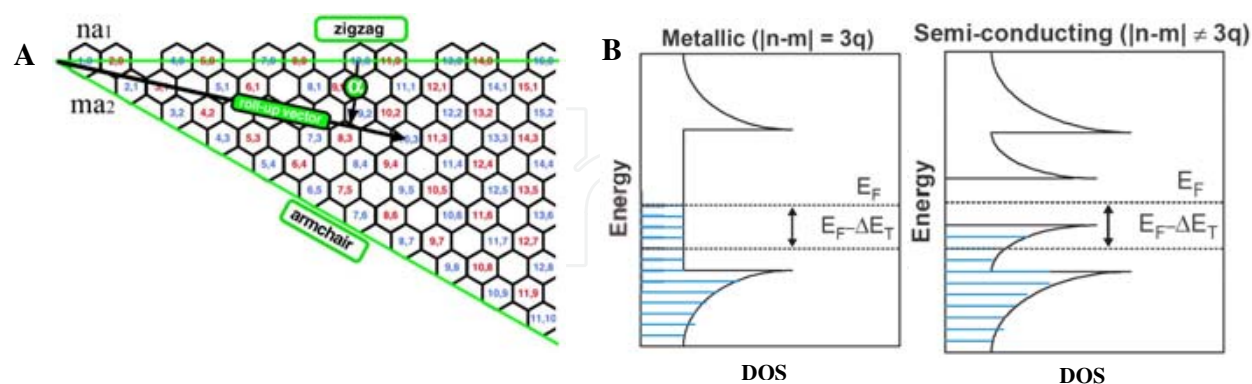 A
na1
zigzag
1,0 2,0 4,0 5,0 7,0 8,0 10,0 11,0 13,0 14,0
ma2
2,1 5,1 6,1 8,1 α 11,1 12,1 14,1 15,1
roll-up vector
3,2 4,2 9,2 10,2 12,2 13,2 15,2
4,3 5,3 7,3 8,3 11,3 13,3 14,3
5,4 6,4 8,4 9,4 11,4 12,4 14,4
6,5 7,5 9,5 10,5 12,5 13,5
armchair
7,6 8,6 10,6 11,6 13,6
8,7 9,7 11,7 12,7
9,8 10,8 12,8
10,9 11,9
11,10
B
Metallic (|n-m| = 3q)
Energy
EF
EF-ΔET
DOS
Semi-conducting (|n-m| ≠ 3q)
Energy
EF
EF-ΔET
DOS